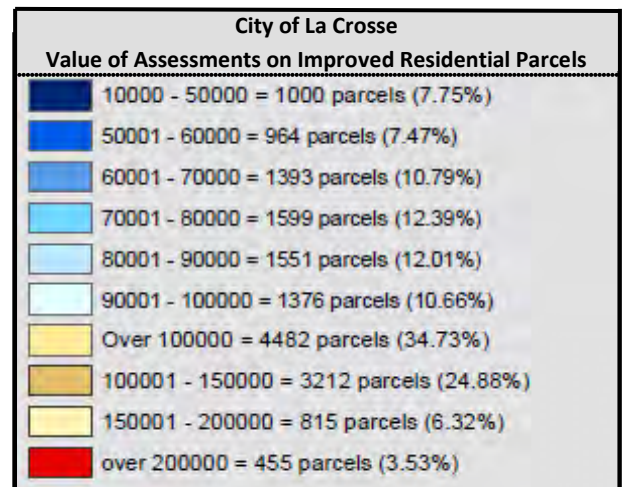 City of La Crosse
Value of Assessments on Improved Residential Parcels
10000 - 50000 = 1000 parcels (7.75%)
50001 - 60000 = 964 parcels (7.47%)
60001 - 70000 = 1393 parcels (10.79%)
70001 - 80000 = 1599 parcels (12.39%)
80001 - 90000 = 1551 parcels (12.01%)
90001 - 100000 = 1376 parcels (10.66%)
Over 100000 = 4482 parcels (34.73%)
100001 - 150000 = 3212 parcels (24.88%)
150001 - 200000 = 815 parcels (6.32%)
over 200000 = 455 parcels (3.53%)